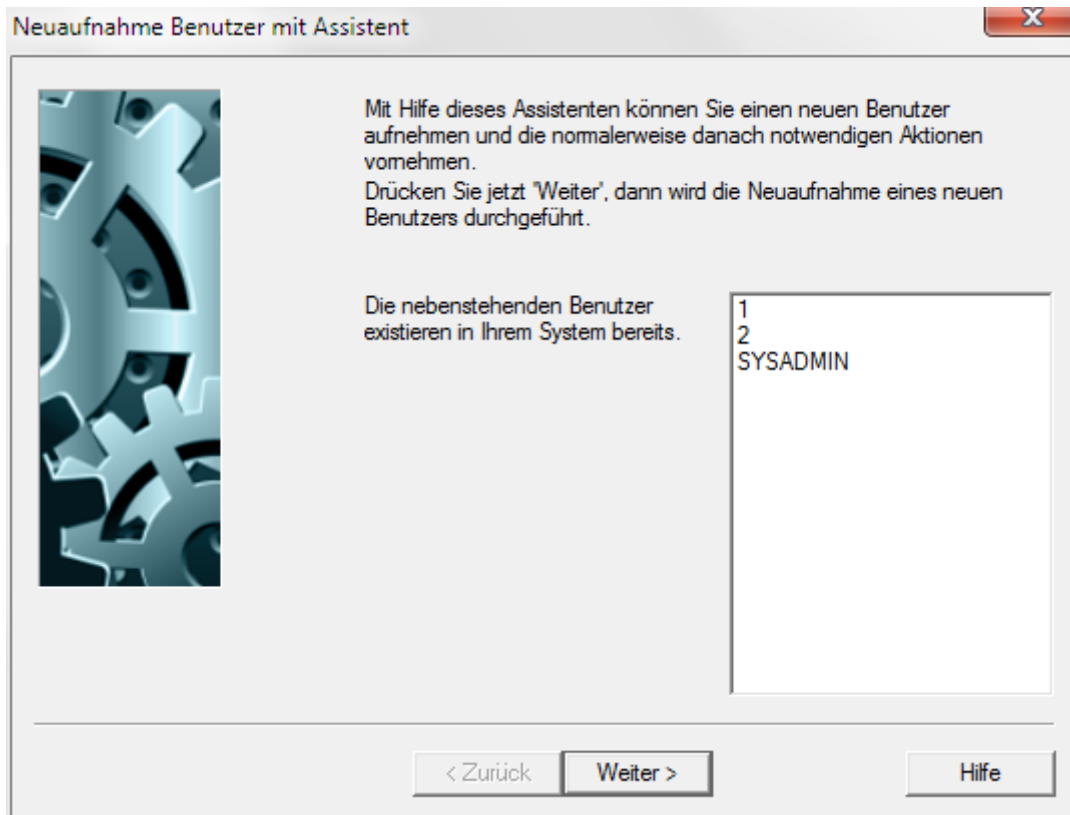 Neuaufnahme Benutzer mit Assistent
Mit Hilfe dieses Assistenten können Sie einen neuen Benutzer
aufnehmen und die normalerweise danach notwendigen Aktionen
vornehmen.
Drücken Sie jetzt 'Weiter', dann wird die Neuaufnahme eines neuen
Benutzers durchgeführt.
Die nebenstehenden Benutzer
existieren in Ihrem System bereits.
1
2
SYSADMIN
< Zurück
Weiter >
Hilfe